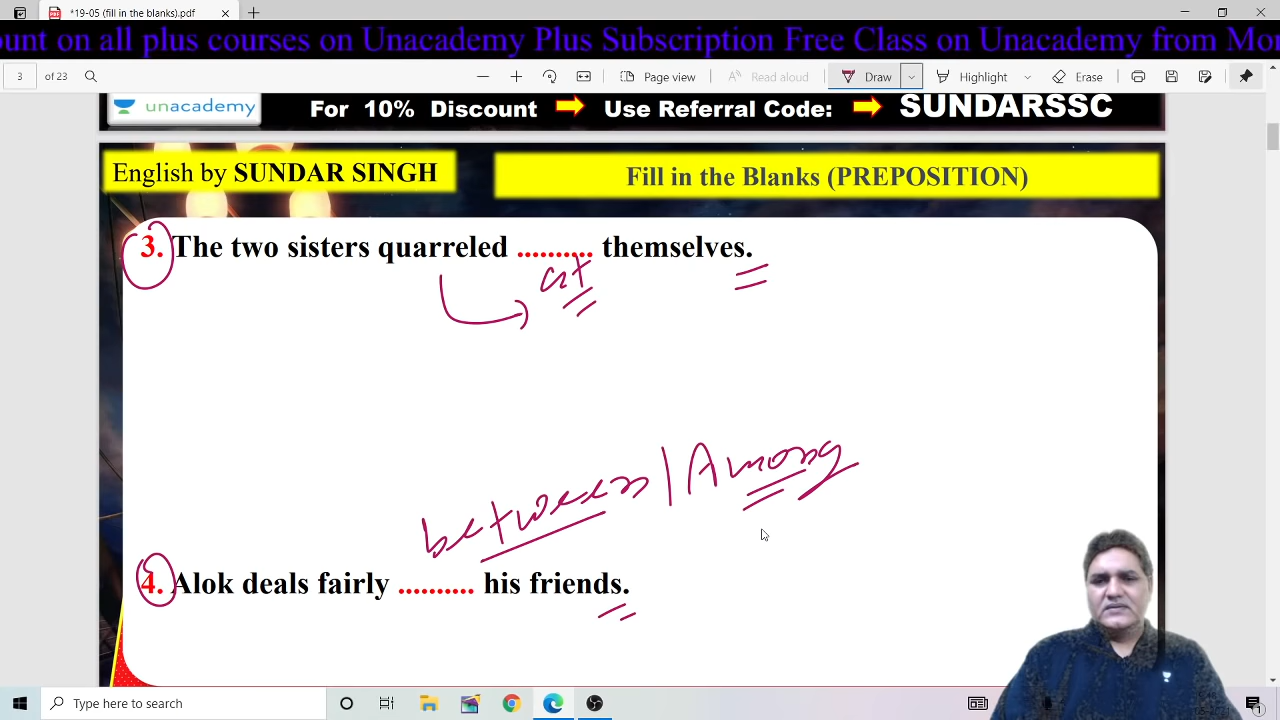 *19-05 (fill in the blanks).pdf
ount on all plus courses on Unacademy Plus Subscription Free Class on Unacademy from Mon
3 of 23
Page view
Read aloud
Draw
Highlight
Erase
unacademy For 10% Discount Use Referral Code: SUNDARSSC
English by SUNDAR SINGH
Fill in the Blanks (PREPOSITION)
3. The two sisters quarreled .......... themselves.
at
between | Among
4. Alok deals fairly .......... his friends.
Type here to search
1